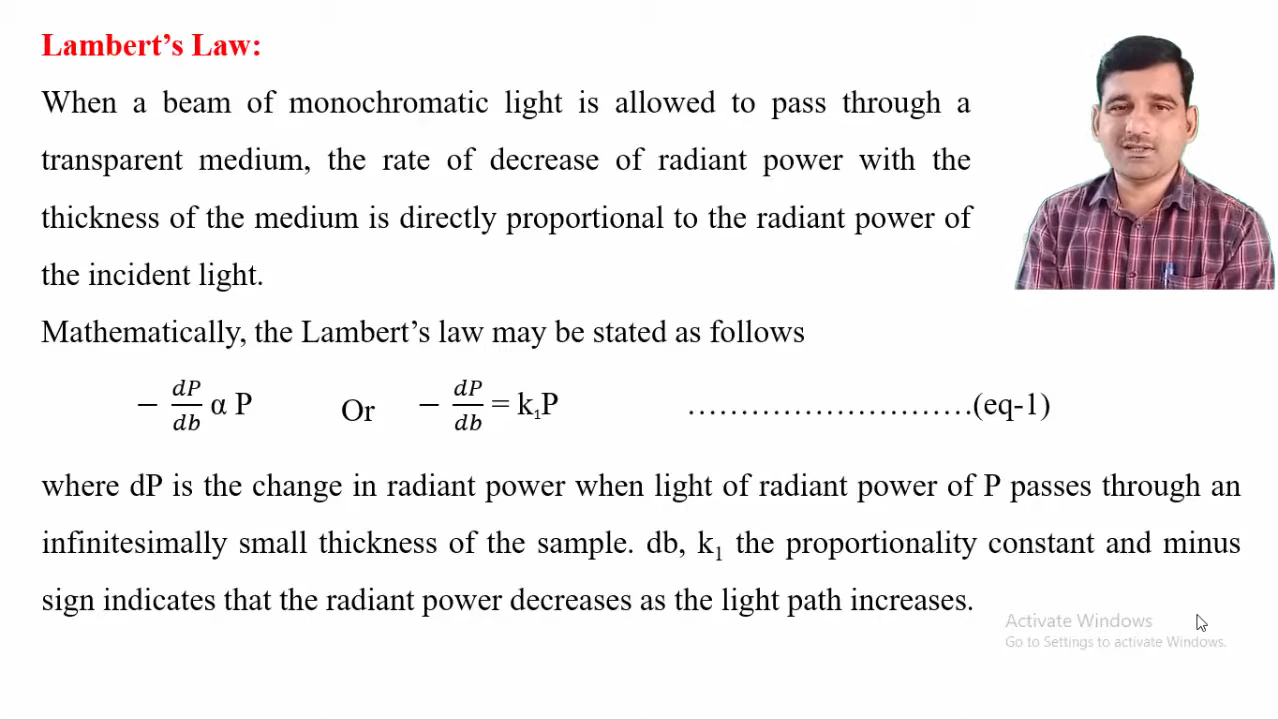 Lambert’s Law:
When a beam of monochromatic light is allowed to pass through a
transparent medium, the rate of decrease of radiant power with the
thickness of the medium is directly proportional to the radiant power of
the incident light.
Mathematically, the Lambert’s law may be stated as follows
− dP/db α P Or − dP/db = k₁P ………………………(eq-1)
where dP is the change in radiant power when light of radiant power of P passes through an
infinitesimally small thickness of the sample. db, k₁ the proportionality constant and minus
sign indicates that the radiant power decreases as the light path increases.
Activate Windows
Go to Settings to activate Windows.